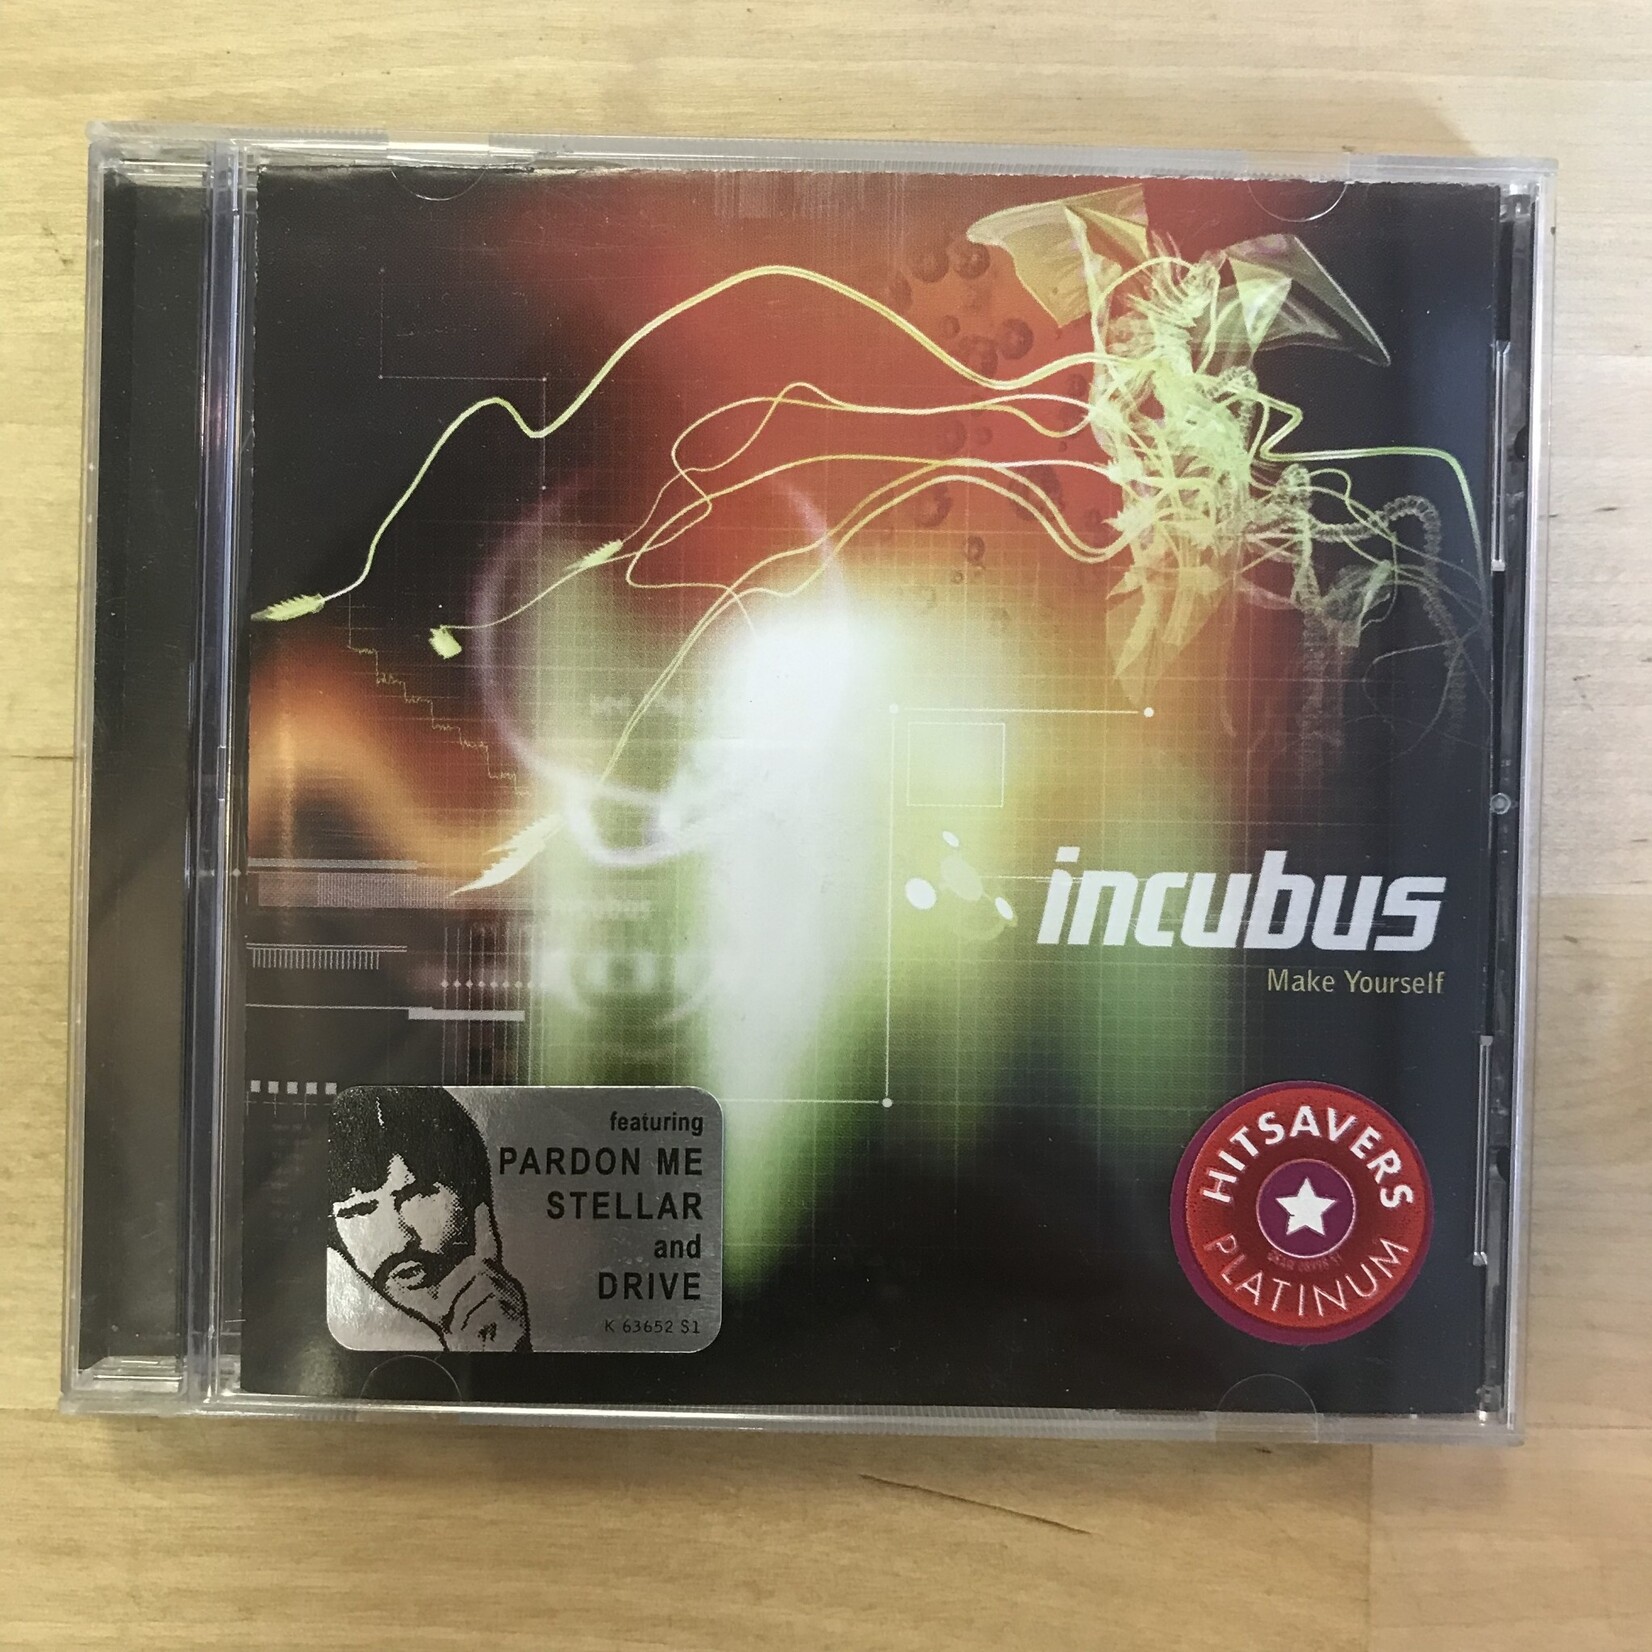 incubus
Make Yourself
featuring
PARDON ME
STELLAR
and
DRIVE
K 63652 S1
HITSAVERS
PLATINUM